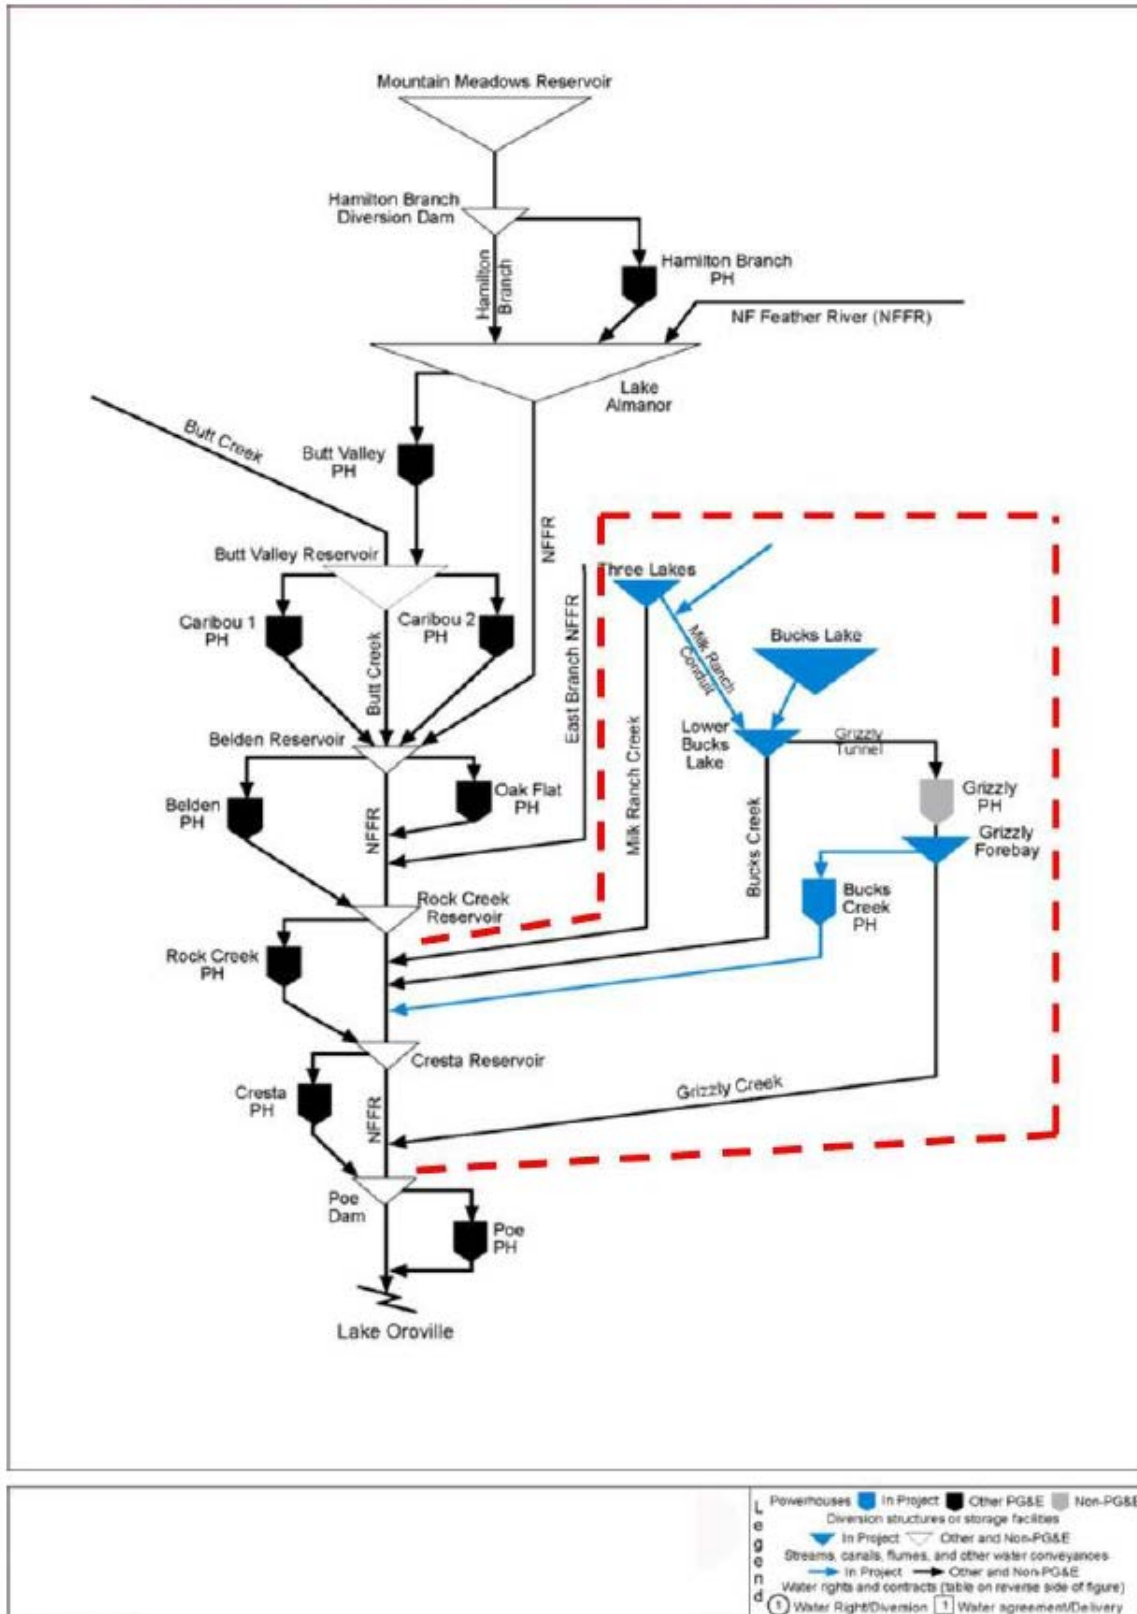 Mountain Meadows Reservoir
Hamilton Branch
Diversion Dam
Hamilton
Branch
Hamilton Branch
PH
NF Feather River (NFFR)
Lake
Almanor
Butt Creek
Butt Valley
PH
NFFR
Butt Valley Reservoir
Caribou 1
PH
Caribou 2
PH
Butt Creek
East Branch NFFR
Three Lakes
Milk Ranch
Conduit
Bucks Lake
Lower
Bucks
Lake
Grizzly
Tunnel
Belden Reservoir
Belden
PH
Oak Flat
PH
NFFR
Milk Ranch Creek
Bucks Creek
Grizzly
PH
Grizzly
Forebay
Bucks
Creek
PH
Rock Creek
Reservoir
Rock Creek
PH
Cresta Reservoir
Cresta
PH
NFFR
Grizzly Creek
Poe
Dam
Poe
PH
Lake Oroville
Legend
Powerhouses In Project Other PG&E Non-PG&E
Diversion structures or storage facilities
In Project Other and Non-PG&E
Streams, canals, flumes, and other water conveyances
In Project Other and Non-PG&E
Water rights and contracts (table on reverse side of figure)
1 Water Right/Diversion 1 Water agreement/Delivery